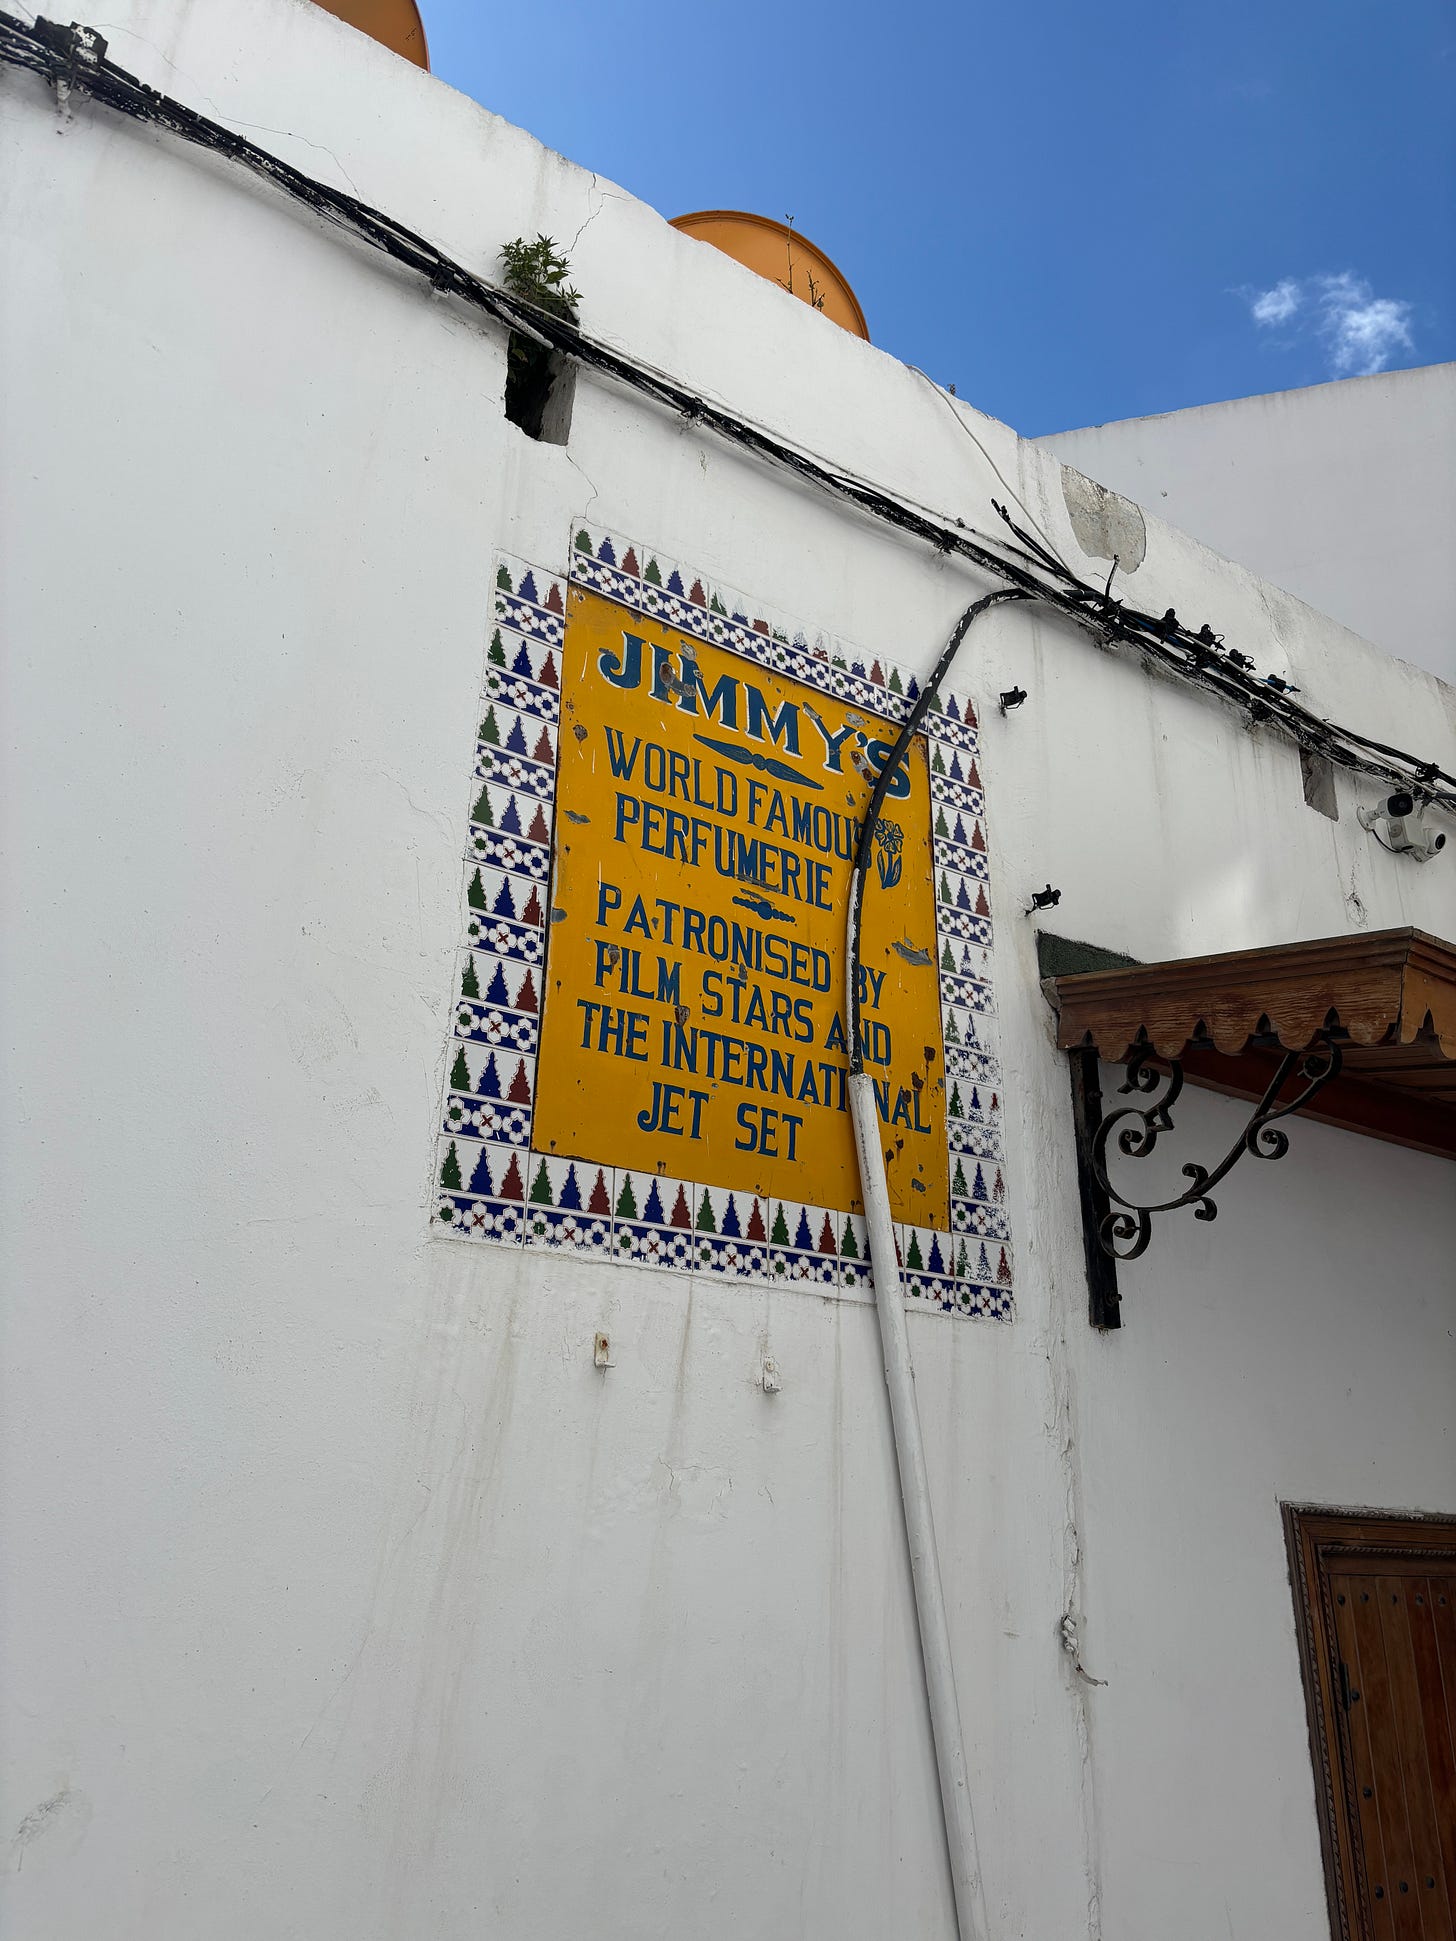 JIMMY'S
WORLD FAMOUS
PERFUMERIE
PATRONISED BY
FILM STARS AND
THE INTERNATIONAL
JET SET